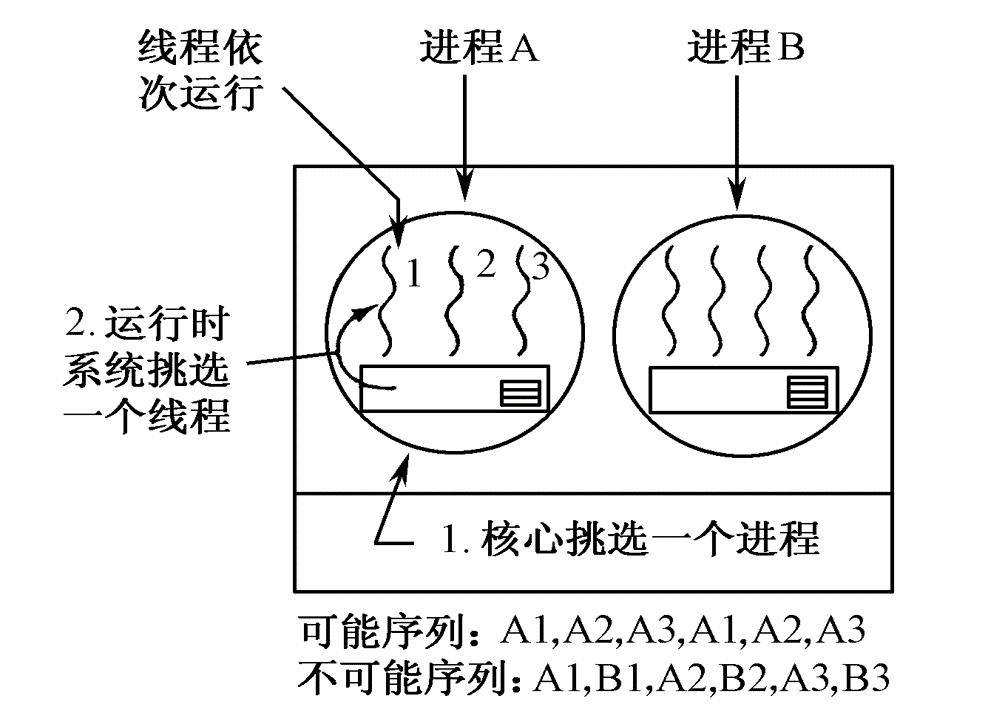 线程依
次运行
进程A
进程B
1
2
3
2.运行时
系统挑选
一个线程
1.核心挑选一个进程
可能序列：A1,A2,A3,A1,A2,A3
不可能序列：A1,B1,A2,B2,A3,B3